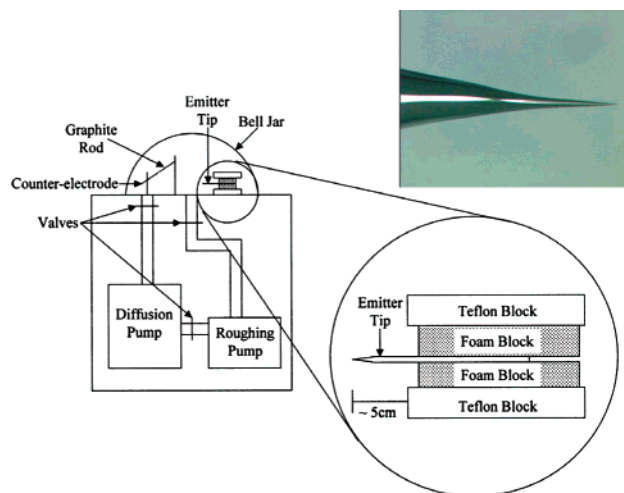 Emitter
Tip
Bell Jar
Graphite
Rod
Counter-electrode
Valves
Diffusion
Pump
Roughing
Pump
Emitter
Tip
Teflon Block
Foam Block
Foam Block
Teflon Block
~ 5cm